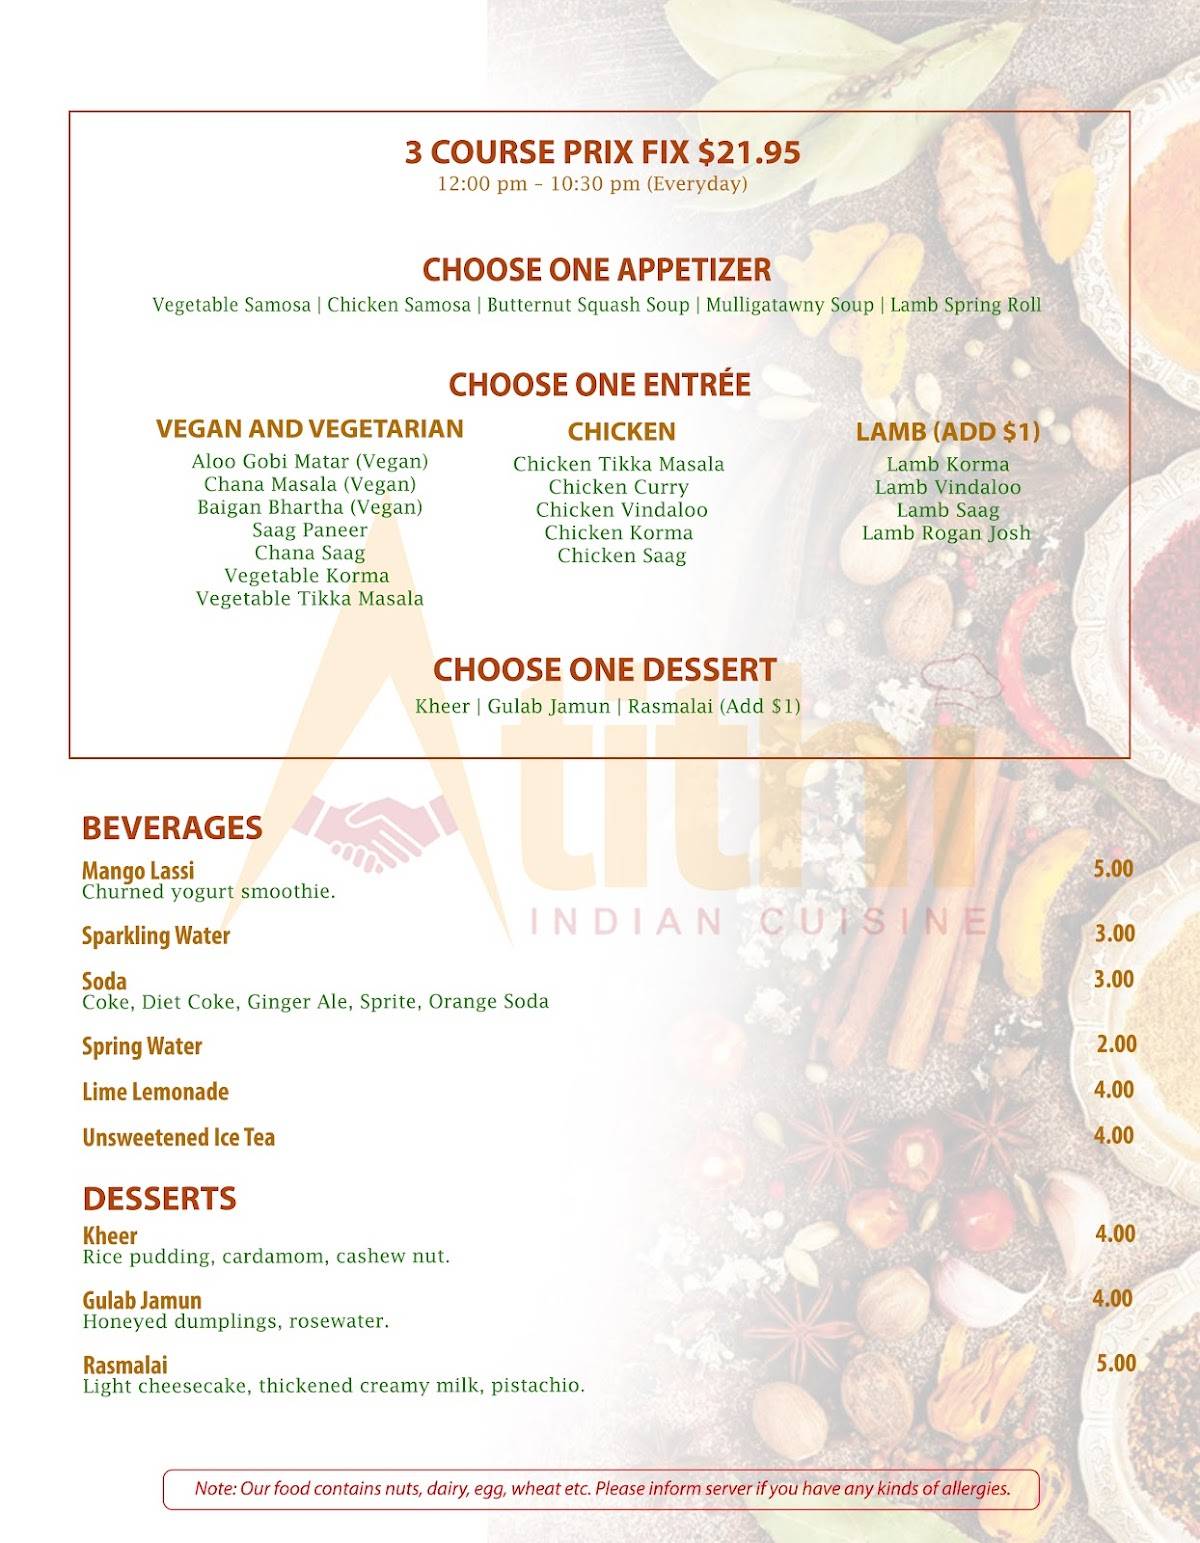 3 COURSE PRIX FIX $21.95
12:00 pm - 10:30 pm (Everyday)
CHOOSE ONE APPETIZER
Vegetable Samosa | Chicken Samosa | Butternut Squash Soup | Mulligatawny Soup | Lamb Spring Roll
CHOOSE ONE ENTRÉE
VEGAN AND VEGETARIAN
Aloo Gobi Matar (Vegan)
Chana Masala (Vegan)
Baigan Bhartha (Vegan)
Saag Paneer
Chana Saag
Vegetable Korma
Vegetable Tikka Masala
CHICKEN
Chicken Tikka Masala
Chicken Curry
Chicken Vindaloo
Chicken Korma
Chicken Saag
LAMB (ADD $1)
Lamb Korma
Lamb Vindaloo
Lamb Saag
Lamb Rogan Josh
CHOOSE ONE DESSERT
Kheer | Gulab Jamun | Rasmalai (Add $1)
Atithi
INDIAN CUISINE
BEVERAGES
Mango Lassi 5.00
Churned yogurt smoothie.
Sparkling Water 3.00
Soda 3.00
Coke, Diet Coke, Ginger Ale, Sprite, Orange Soda
Spring Water 2.00
Lime Lemonade 4.00
Unsweetened Ice Tea 4.00
DESSERTS
Kheer 4.00
Rice pudding, cardamom, cashew nut.
Gulab Jamun 4.00
Honeyed dumplings, rosewater.
Rasmalai 5.00
Light cheesecake, thickened creamy milk, pistachio.
Note: Our food contains nuts, dairy, egg, wheat etc. Please inform server if you have any kinds of allergies.